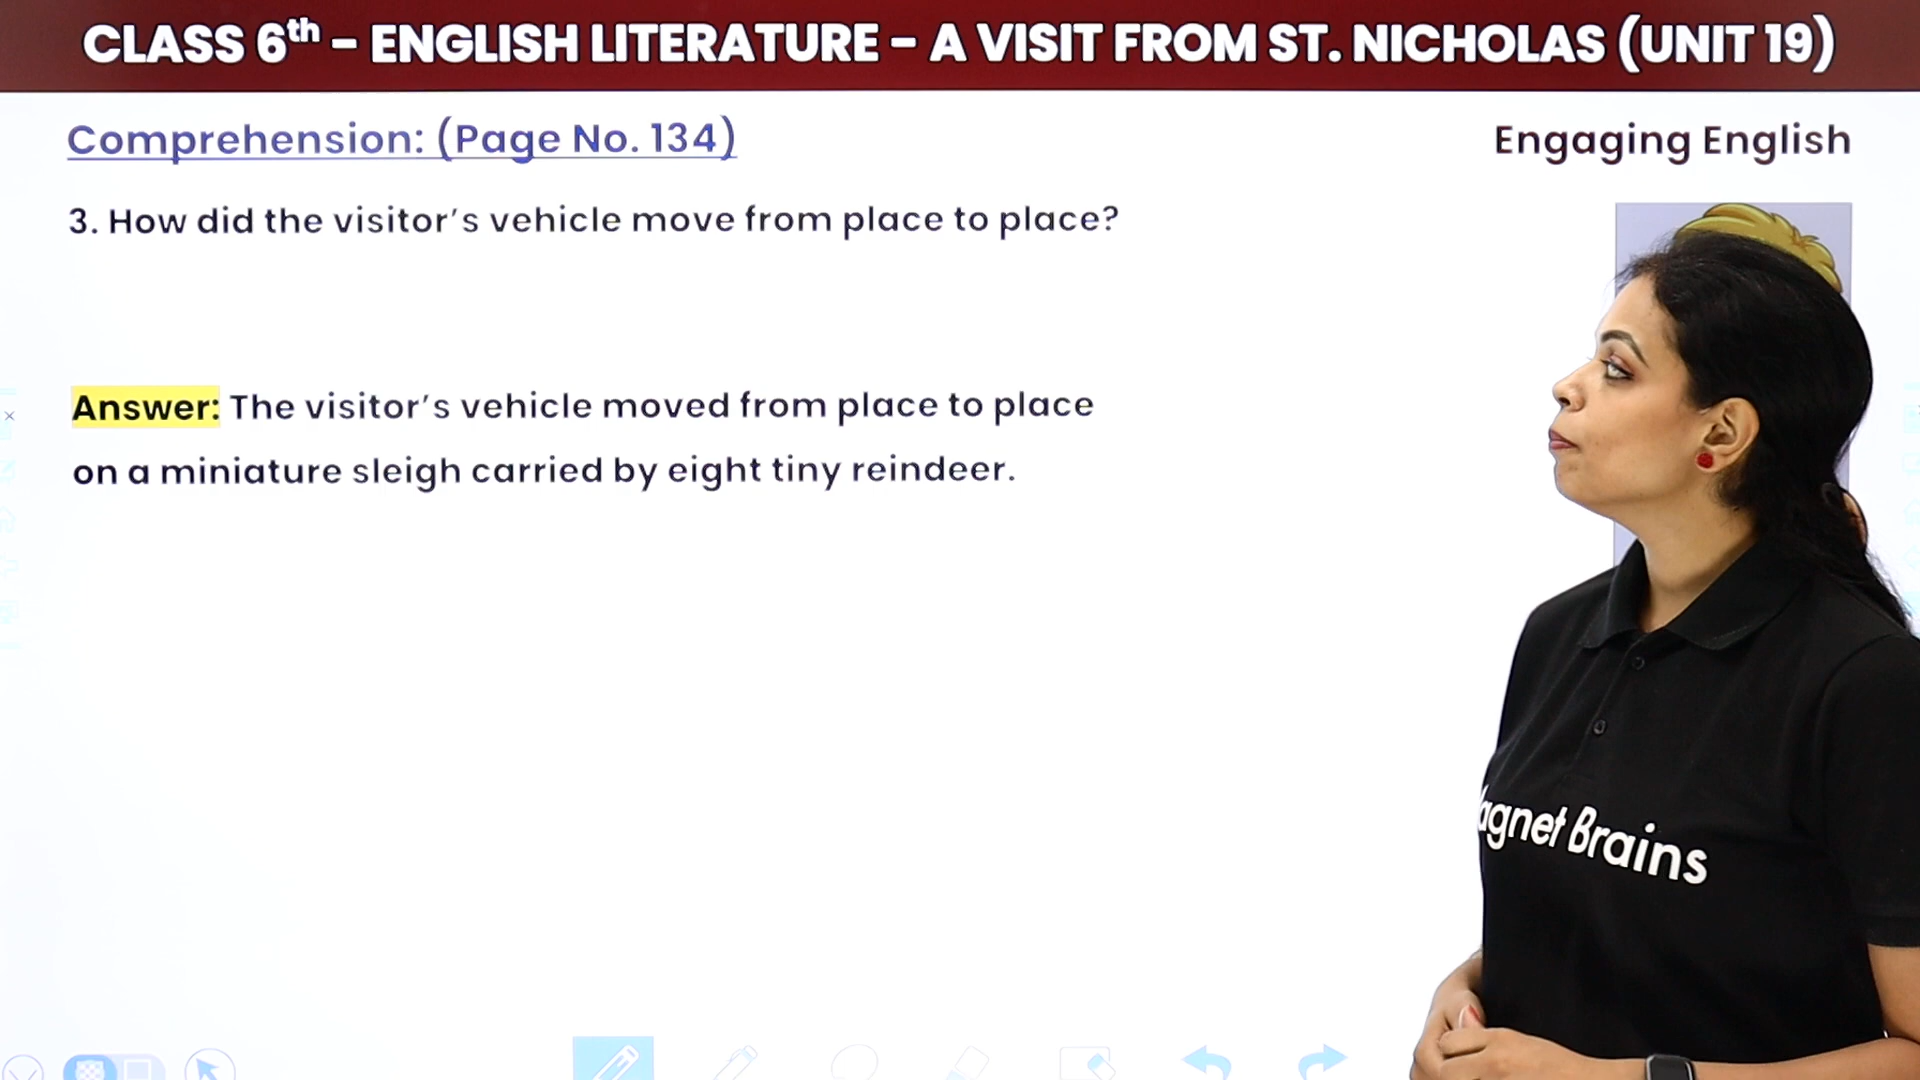 CLASS 6th – ENGLISH LITERATURE – A VISIT FROM ST. NICHOLAS (UNIT 19)
Comprehension: (Page No. 134)
Engaging English
3. How did the visitor's vehicle move from place to place?
Answer: The visitor's vehicle moved from place to place
on a miniature sleigh carried by eight tiny reindeer.
agnet Brains